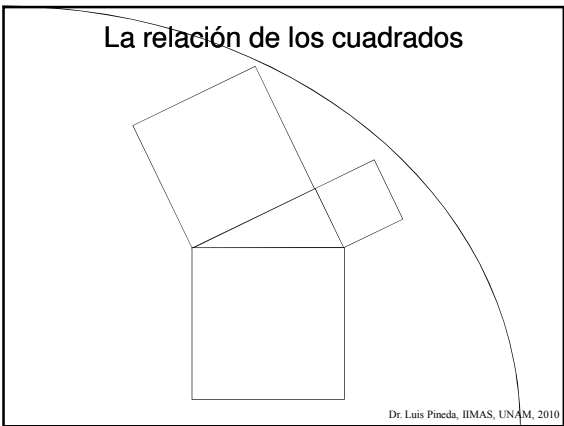 La relación de los cuadrados
Dr. Luis Pineda, IIMAS, UNAM, 2010